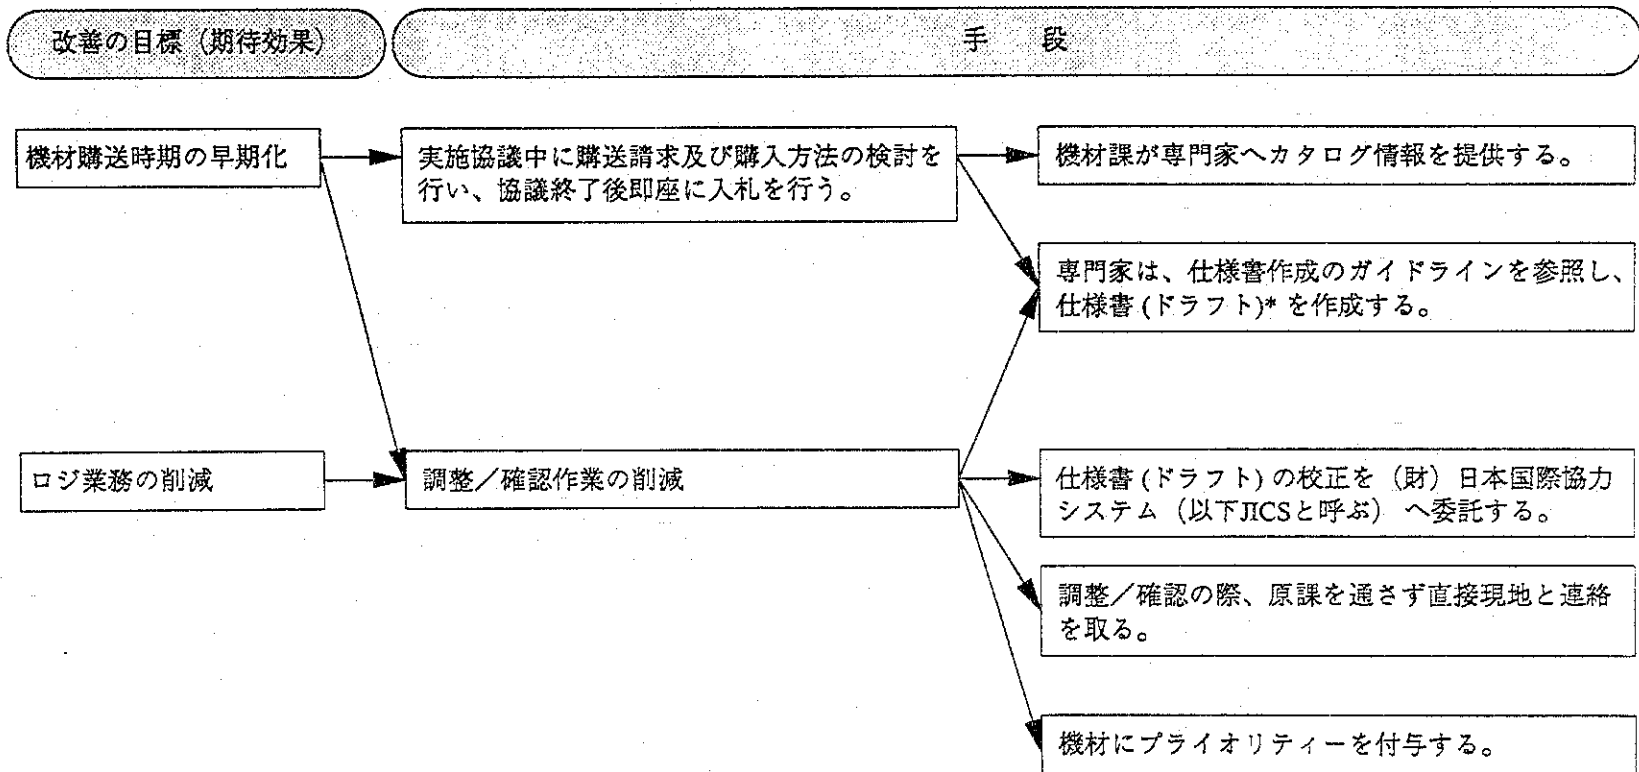 改善の目標（期待効果）
手　段
機材購送時期の早期化
実施協議中に購送請求及び購入方法の検討を
行い、協議終了後即座に入札を行う。
機材課が専門家へカタログ情報を提供する。
専門家は、仕様書作成のガイドラインを参照し、
仕様書 (ドラフト)* を作成する。
ロジ業務の削減
調整／確認作業の削減
仕様書 (ドラフト) の校正を（財）日本国際協力
システム（以下JICSと呼ぶ）へ委託する。
調整／確認の際、原課を通さず直接現地と連絡
を取る。
機材にプライオリティーを付与する。